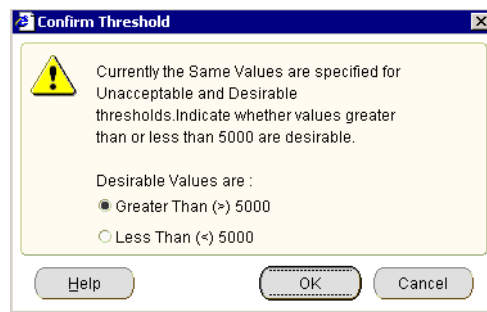 Confirm Threshold
Currently the Same Values are specified for
Unacceptable and Desirable
thresholds.Indicate whether values greater
than or less than 5000 are desirable.
Desirable Values are :
Greater Than (>) 5000
Less Than (<) 5000
Help OK Cancel